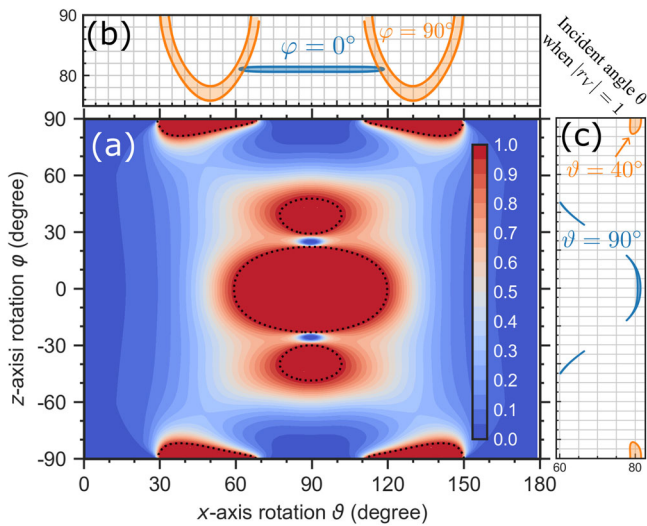 90
80
(b)
φ = 0°
φ = 90°
Incident angle θ
when |r_V| = 1
90
60
30
0
-30
-60
-90
z-axisi rotation φ (degree)
(a)
1.0
0.9
0.8
0.7
0.6
0.5
0.4
0.3
0.2
0.1
0.0
0
30
60
90
120
150
180
x-axis rotation ϑ (degree)
(c)
ϑ = 40°
ϑ = 90°
60
80